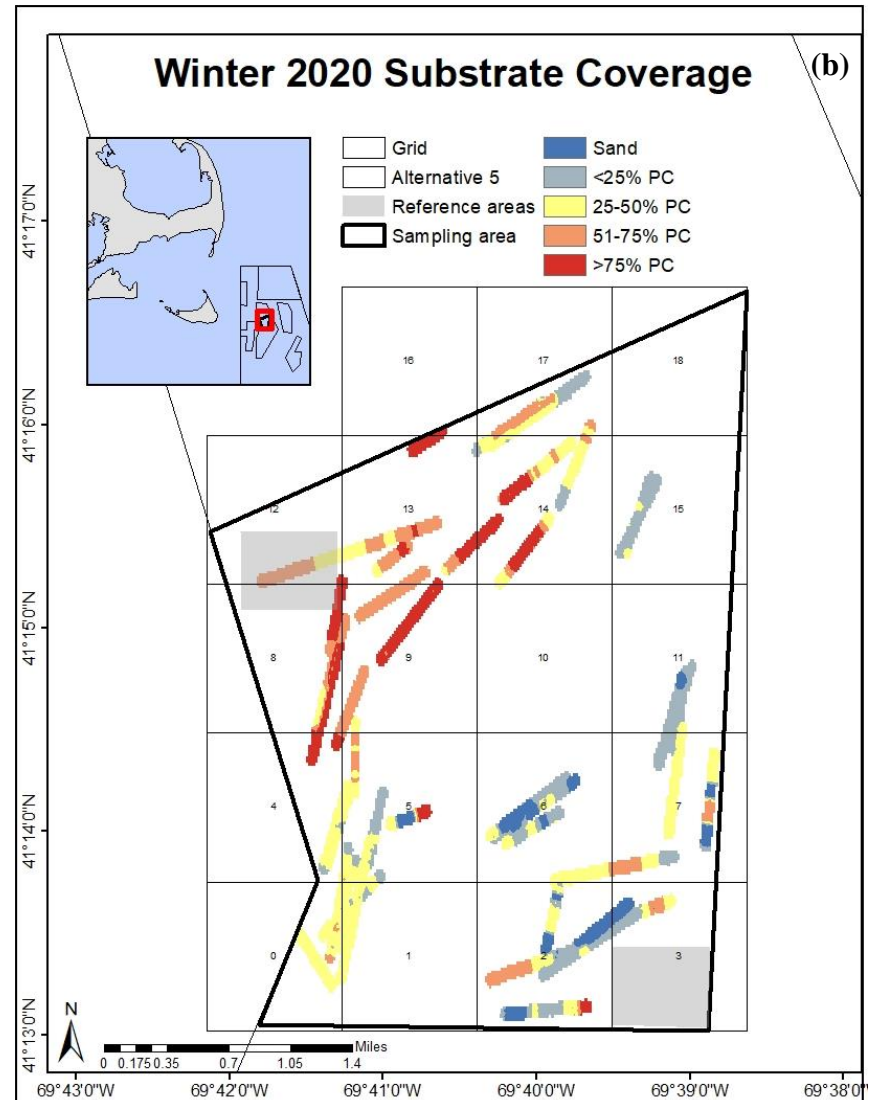 Winter 2020 Substrate Coverage
(b)
Grid
Alternative 5
Reference areas
Sampling area
Sand
<25% PC
25-50% PC
51-75% PC
>75% PC
41°17'0"N
41°16'0"N
41°15'0"N
41°14'0"N
41°13'0"N
16
17
18
12
13
14
15
8
9
10
11
4
5
6
7
0
1
2
3
N
Miles
0 0.175 0.35 0.7 1.05 1.4
69°43'0"W 69°42'0"W 69°41'0"W 69°40'0"W 69°39'0"W 69°38'0"W